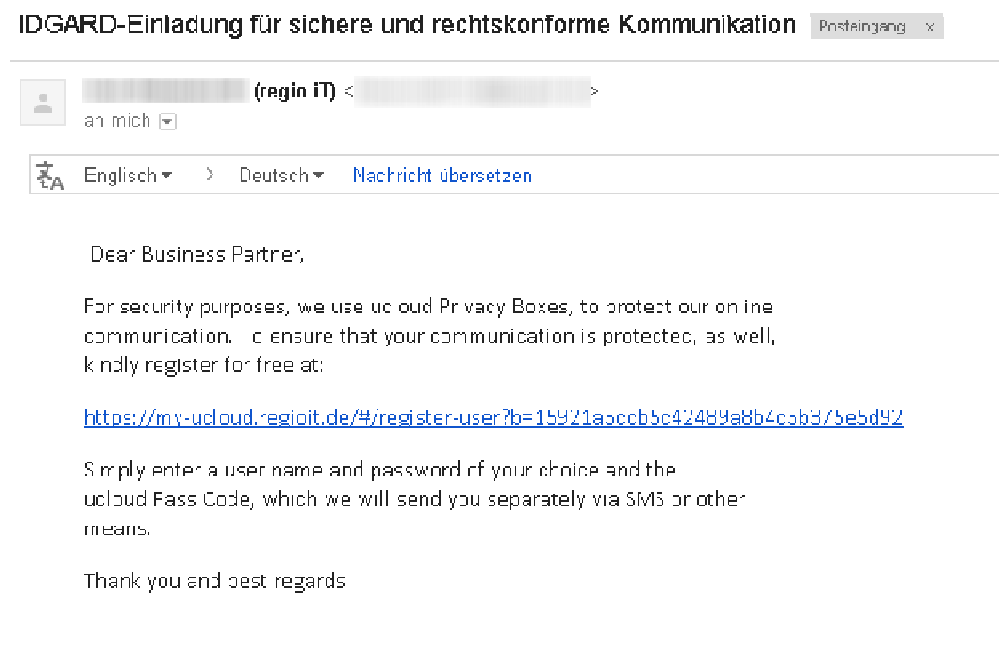 IDGARD-Einladung für sichere und rechtskonforme Kommunikation Posteingang x
(regio iT) < >
an mich
Englisch > Deutsch Nachricht übersetzen
Dear Business Partner,
For security purposes, we use ucloud Privacy Boxes, to protect our online
communication. To ensure that your communication is protected, as well,
kindly register for free at:
https://my-ucloud.regioit.de/#/register-user?b=15921a5ccb5c42489a8b4c5b375e5d92
Simply enter a user name and password of your choice and the
ucloud Pass Code, which we will send you separately via SMS or other
means.
Thank you and best regards